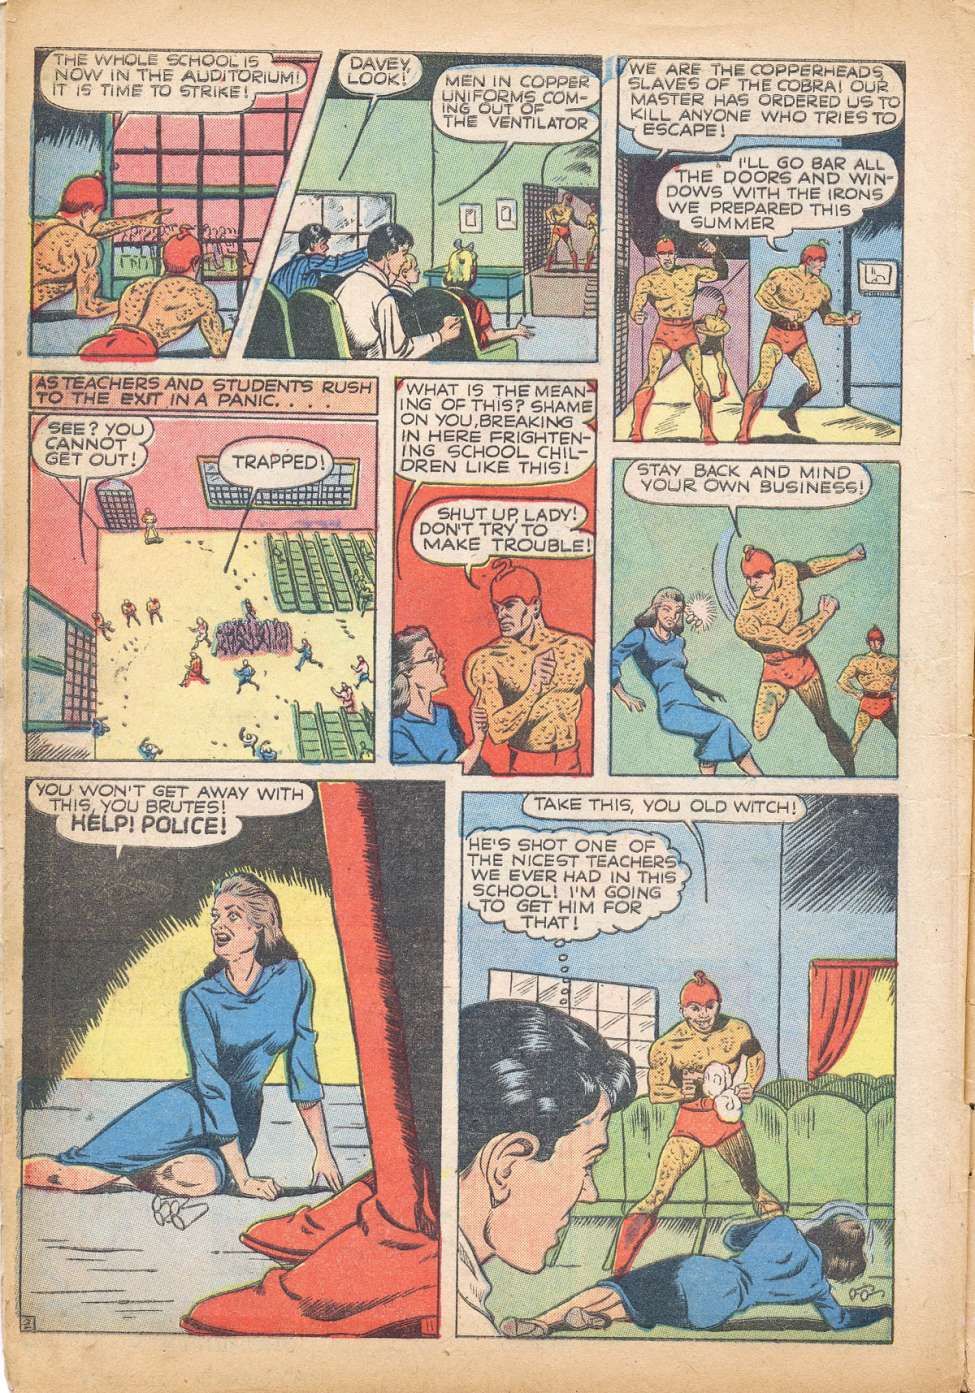 THE WHOLE SCHOOL IS
NOW IN THE AUDITORIUM!
IT IS TIME TO STRIKE!
DAVEY,
LOOK!
MEN IN COPPER
UNIFORMS COM-
ING OUT OF
THE VENTILATOR
WE ARE THE COPPERHEADS,
SLAVES OF THE COBRA! OUR
MASTER HAS ORDERED US TO
KILL ANYONE WHO TRIES TO
ESCAPE!
I'LL GO BAR ALL
THE DOORS AND WIN-
DOWS WITH THE IRONS
WE PREPARED THIS
SUMMER
AS TEACHERS AND STUDENTS RUSH
TO THE EXIT IN A PANIC. . . .
SEE? YOU
CANNOT
GET OUT!
TRAPPED!
WHAT IS THE MEAN-
ING OF THIS? SHAME
ON YOU, BREAKING
IN HERE FRIGHTEN-
ING SCHOOL CHIL-
DREN LIKE THIS!
SHUT UP, LADY!
DON'T TRY TO
MAKE TROUBLE!
STAY BACK AND MIND
YOUR OWN BUSINESS!
YOU WON'T GET AWAY WITH
THIS, YOU BRUTES!
HELP! POLICE!
2
11
TAKE THIS, YOU OLD WITCH!
HE'S SHOT ONE OF
THE NICEST TEACHERS
WE EVER HAD IN THIS
SCHOOL! I'M GOING
TO GET HIM FOR
THAT!